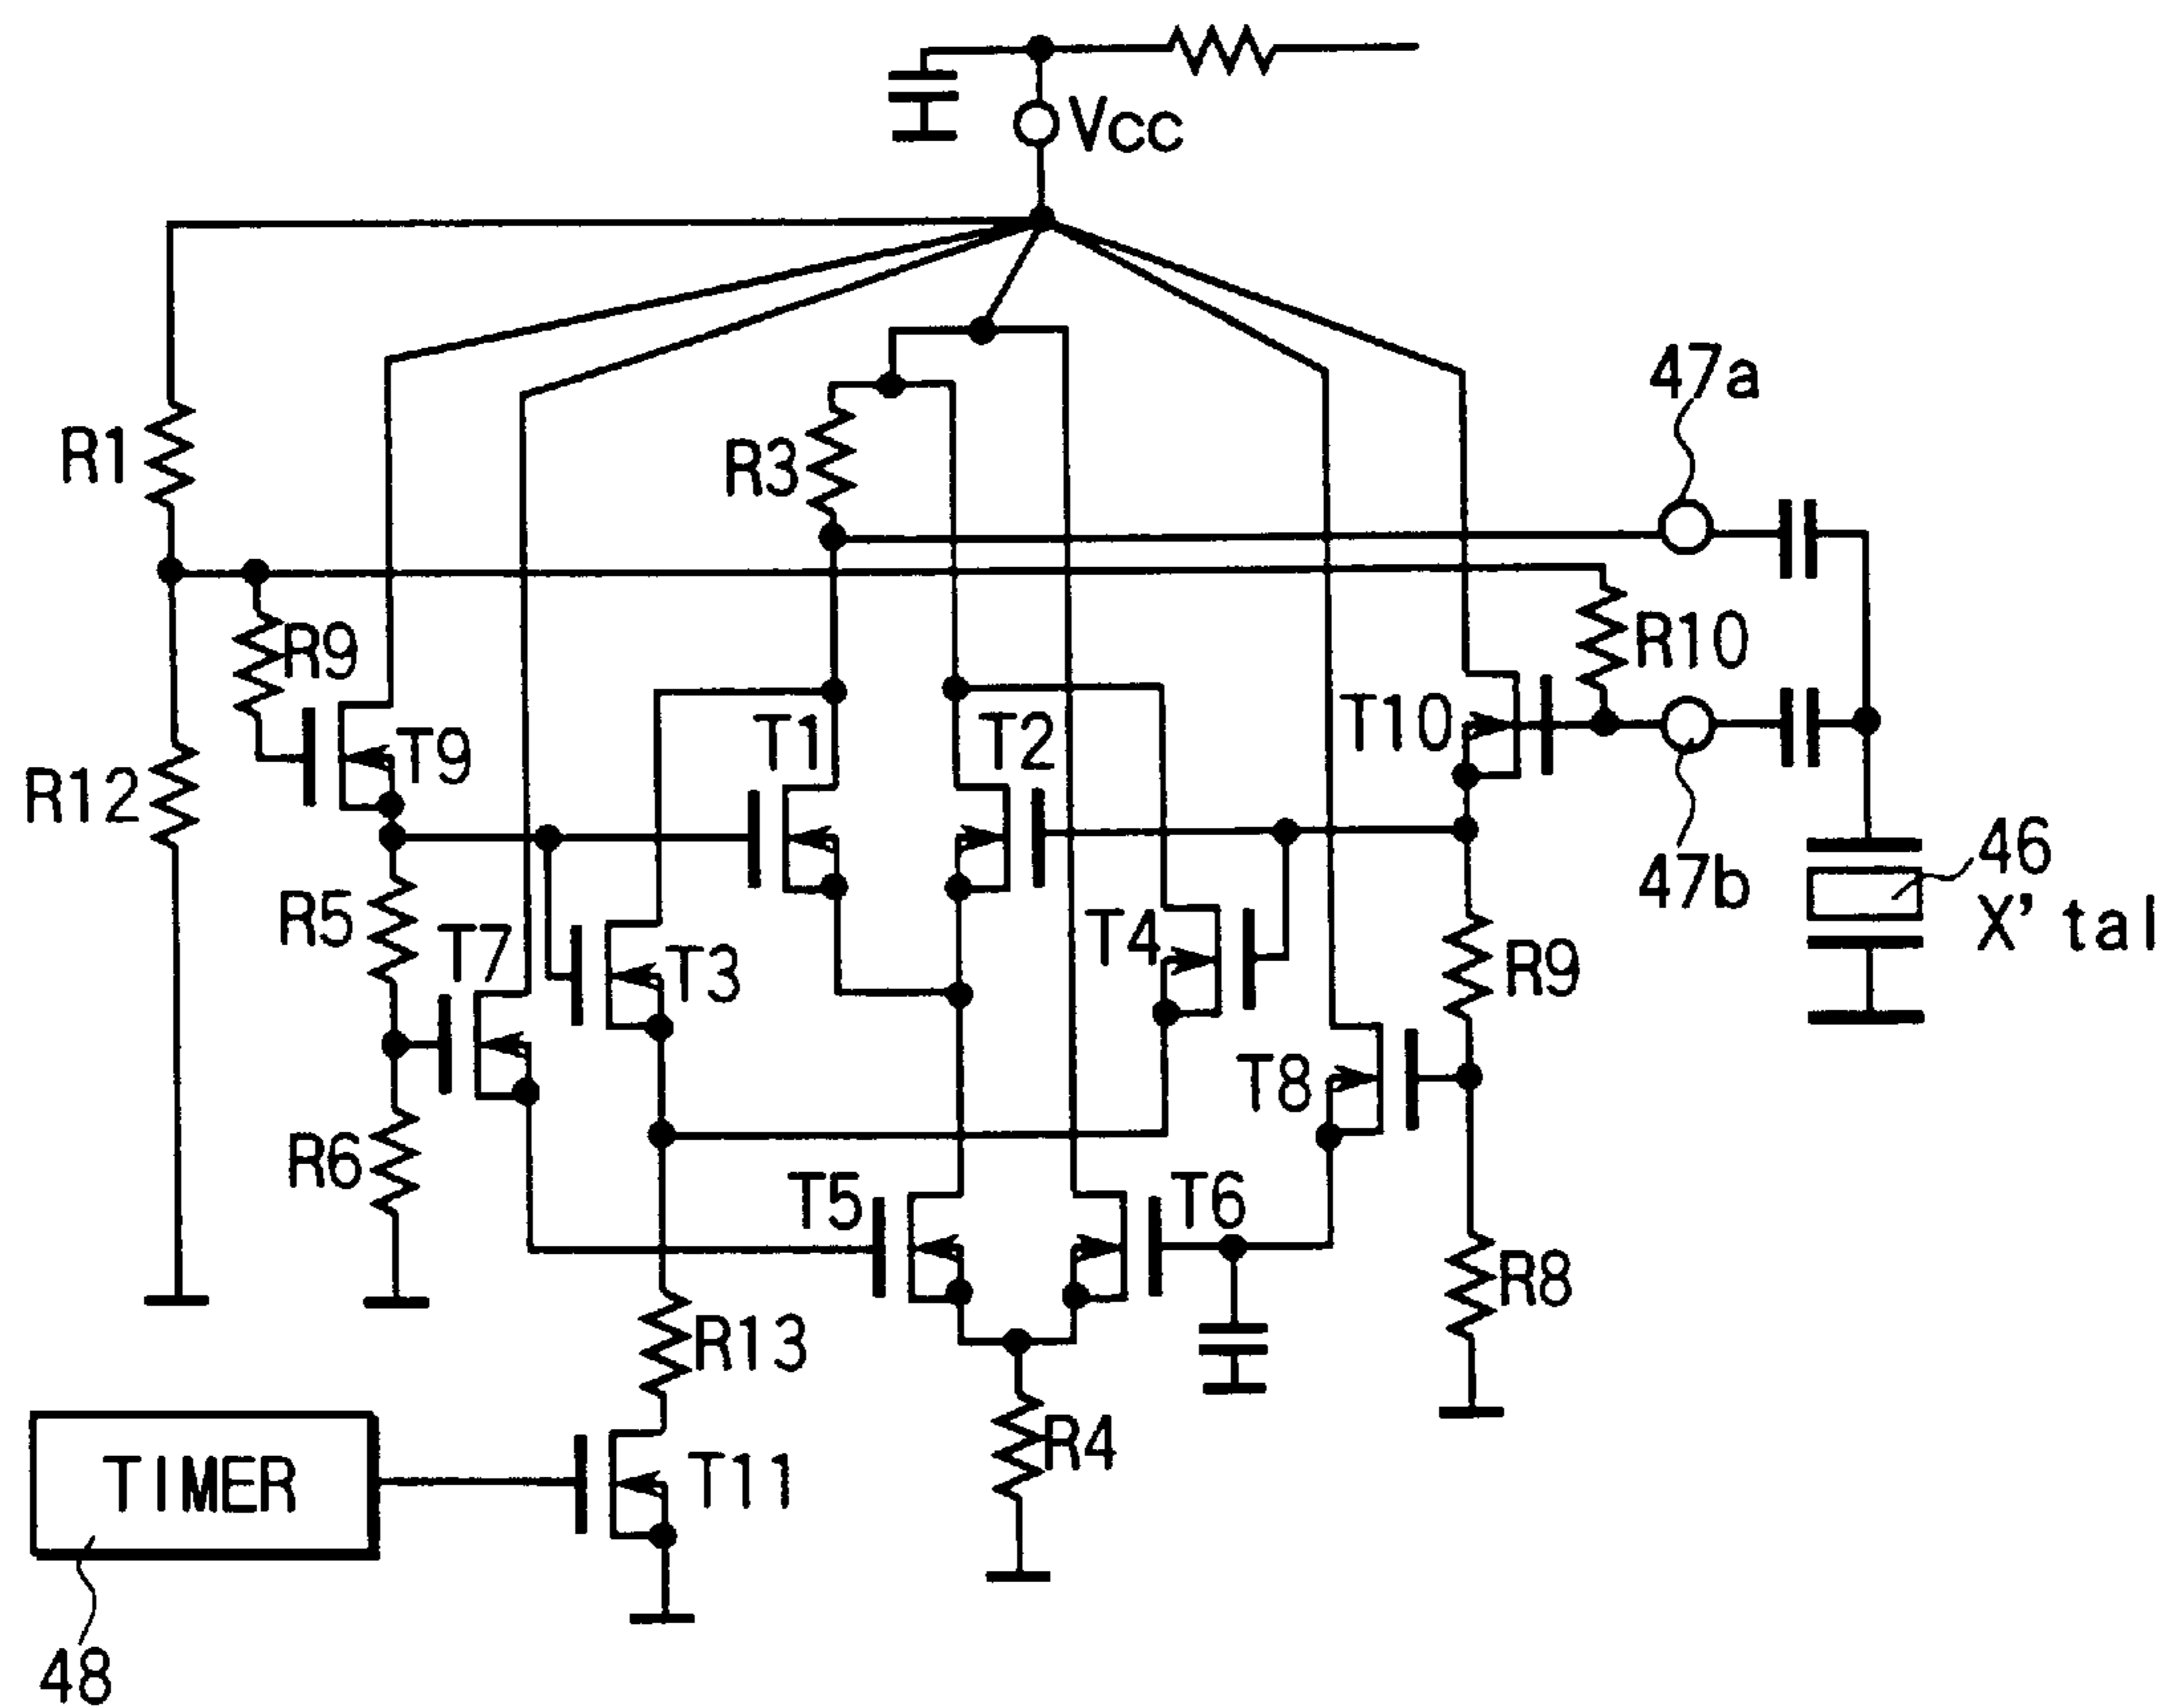 Vcc
47a
R1
R3
R9
R10
T10
T1
T2
T9
R12
46
47b
X'tal
R5
T7
T3
T4
R9
T8
R6
T5
T6
R8
R13
R4
TIMER
T11
48